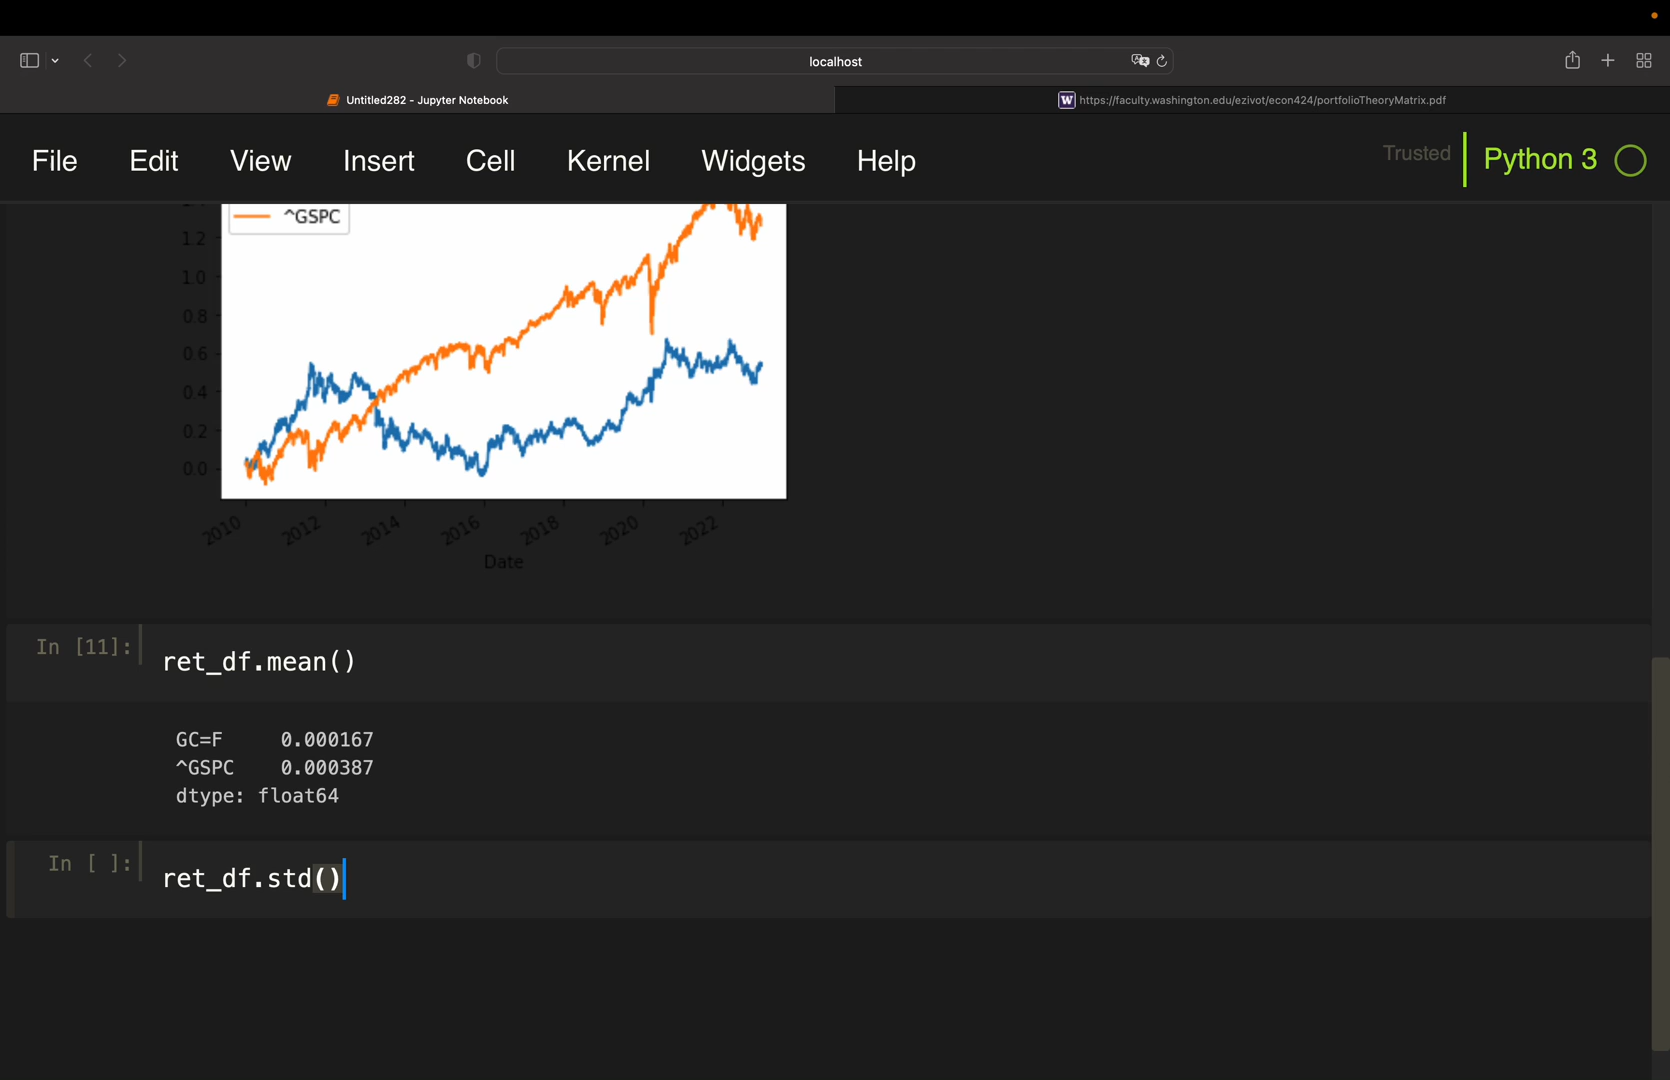 localhost
Untitled282 - Jupyter Notebook
https://faculty.washington.edu/ezivot/econ424/portfolioTheoryMatrix.pdf
File Edit View Insert Cell Kernel Widgets Help Trusted Python 3
^GSPC
1.2
1.0
0.8
0.6
0.4
0.2
0.0
2010 2012 2014 2016 2018 2020 2022
Date
In [11]: ret_df.mean()
GC=F 0.000167
^GSPC 0.000387
dtype: float64
In [ ]: ret_df.std()